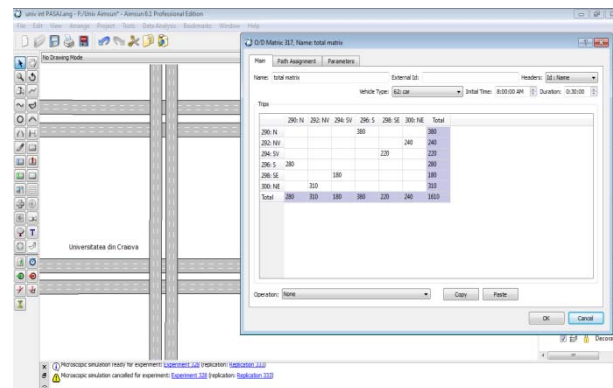 univ int PASAJ.ang - F:/Univ Aimsun* - Aimsun 6.1 Professional Edition
File Edit View Arrange Project Tools Data Analysis Bookmarks Window Help
No Drawing Mode
Universitatea din Craiova
O/D Matrix 317, Name: total matrix
Main Path Assignment Parameters
Name: total matrix External Id: Headers: Id : Name
Vehicle Type: 62: car Initial Time: 8:00:00 AM Duration: 0:30:00
Trips
290: N 292: NV 294: SV 296: S 298: SE 300: NE Total
290: N 380 380
292: NV 240 240
294: SV 220 220
296: S 280 280
298: SE 180 180
300: NE 310 310
Total 280 310 180 380 220 240 1610
Operation: None Copy Paste
OK Cancel
Decora
Microscopic simulation ready for experiment: Experiment 328 (replication: Replication 333)
Microscopic simulation cancelled for experiment: Experiment 328 (replication: Replication 333)